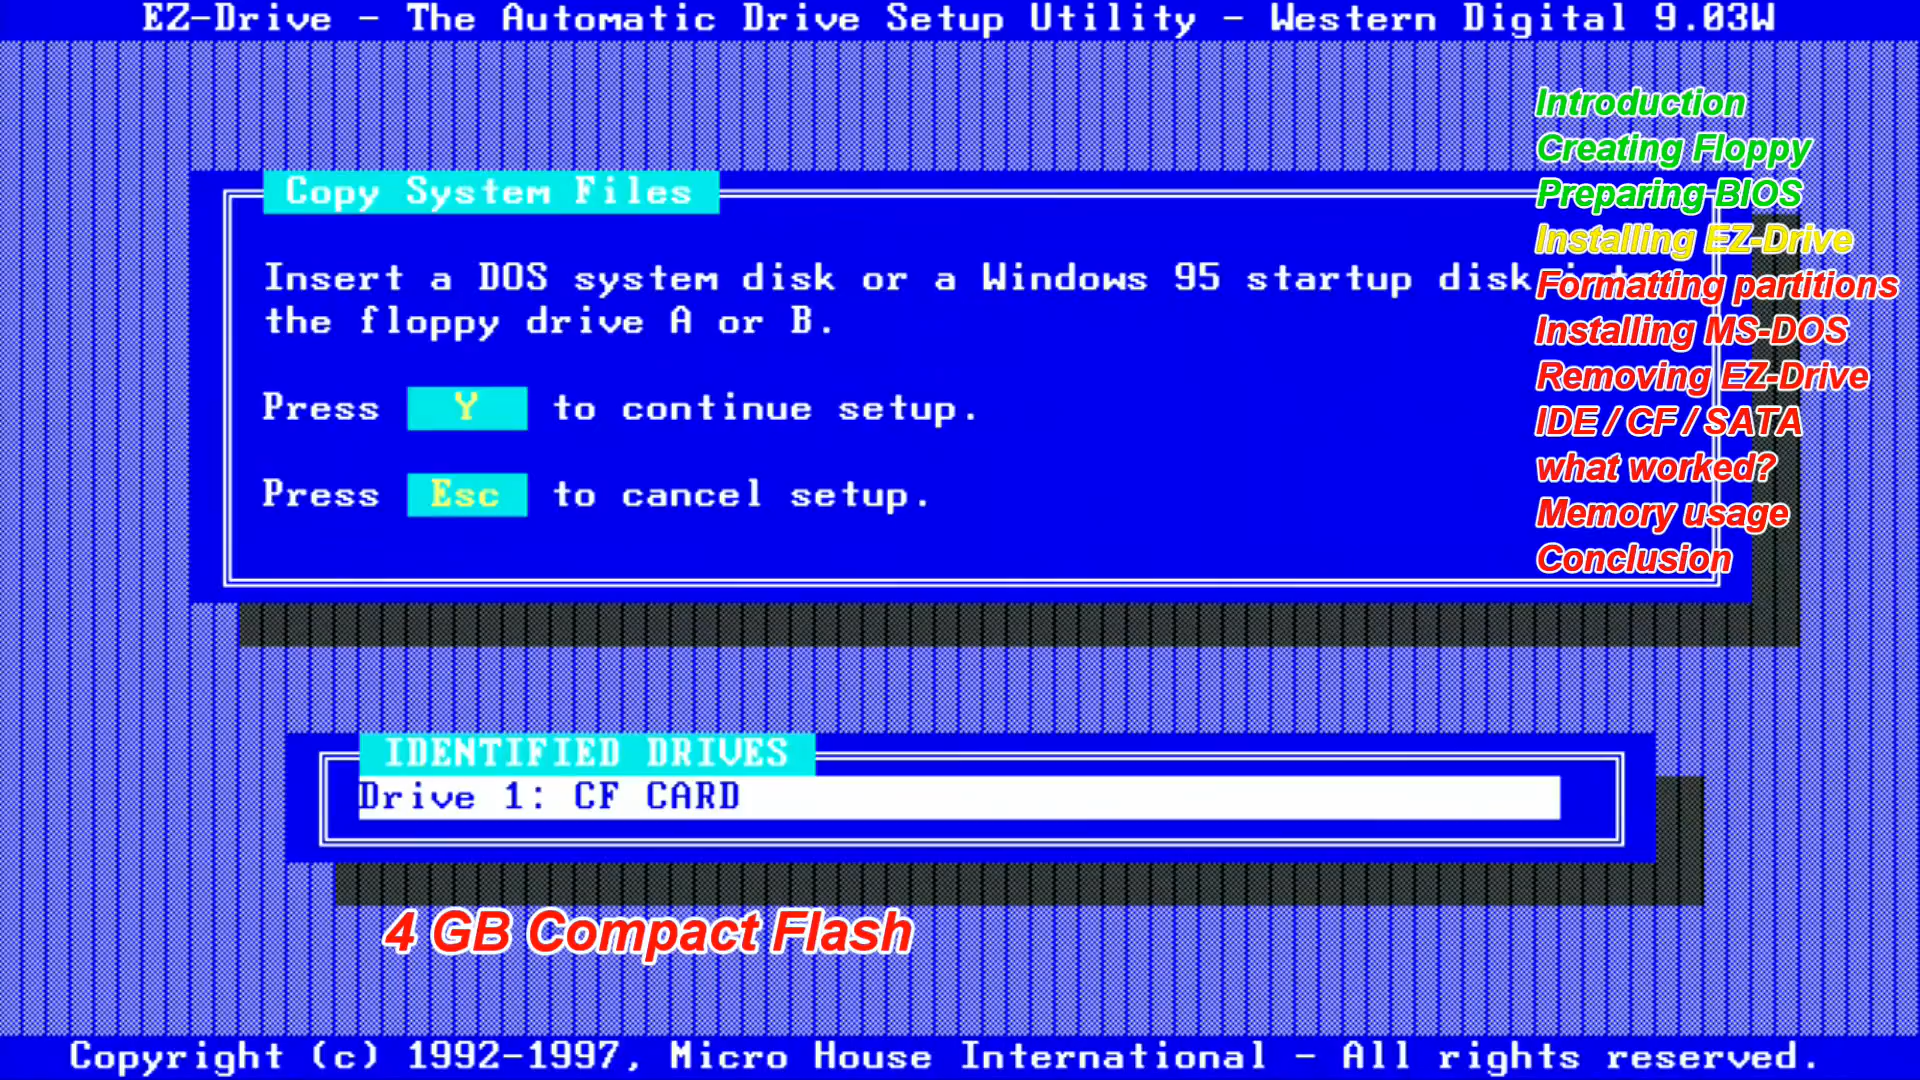 EZ-Drive - The Automatic Drive Setup Utility - Western Digital 9.03W
Introduction
Creating Floppy
Preparing BIOS
Installing EZ-Drive
Formatting partitions
Installing MS-DOS
Removing EZ-Drive
IDE / CF / SATA
what worked?
Memory usage
Conclusion
Copy System Files
Insert a DOS system disk or a Windows 95 startup disk
the floppy drive A or B.
Press Y to continue setup.
Press Esc to cancel setup.
IDENTIFIED DRIVES
Drive 1: CF CARD
4 GB Compact Flash
Copyright (c) 1992-1997, Micro House International - All rights reserved.